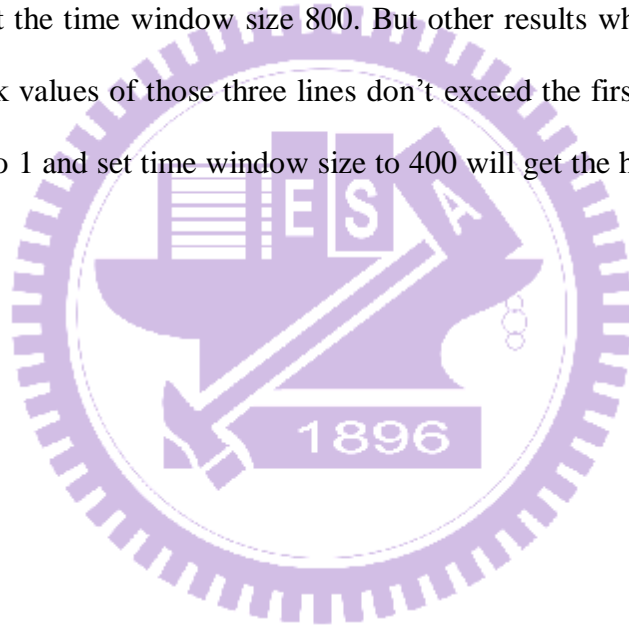 t the time window size 800. But other results wh
k values of those three lines don't exceed the firs
o 1 and set time window size to 400 will get the h
E S A
1896